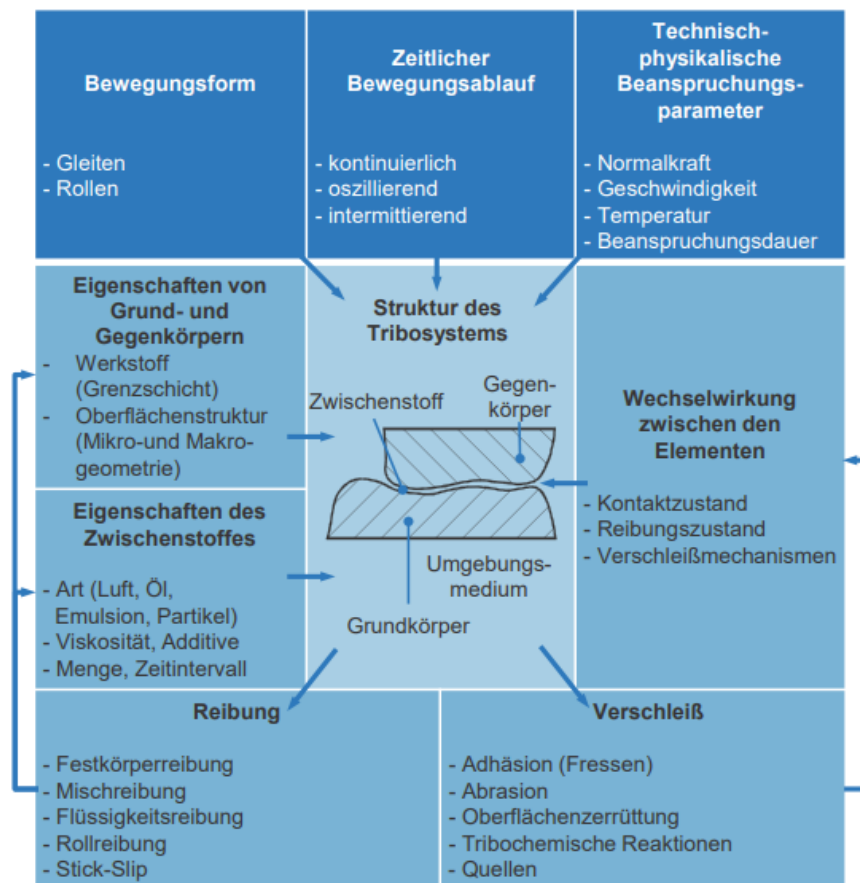 Bewegungsform
- Gleiten
- Rollen
Zeitlicher
Bewegungsablauf
- kontinuierlich
- oszillierend
- intermittierend
Technisch-
physikalische
Beanspruchungs-
parameter
- Normalkraft
- Geschwindigkeit
- Temperatur
- Beanspruchungsdauer
Eigenschaften von
Grund- und
Gegenkörpern
- Werkstoff
(Grenzschicht)
- Oberflächenstruktur
(Mikro-und Makro-
geometrie)
Eigenschaften des
Zwischenstoffes
- Art (Luft, Öl,
Emulsion, Partikel)
- Viskosität, Additive
- Menge, Zeitintervall
Struktur des
Tribosystems
Zwischenstoff
Gegen-
körper
Umgebungs-
medium
Grundkörper
Wechselwirkung
zwischen den
Elementen
- Kontaktzustand
- Reibungszustand
- Verschleißmechanismen
Reibung
- Festkörperreibung
- Mischreibung
- Flüssigkeitsreibung
- Rollreibung
- Stick-Slip
Verschleiß
- Adhäsion (Fressen)
- Abrasion
- Oberflächenzerrüttung
- Tribochemische Reaktionen
- Quellen